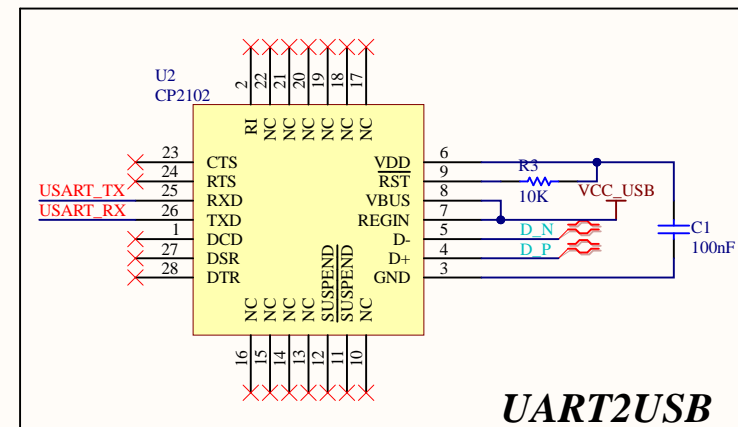 U2
CP2102
2 22 21 20 19 18 17
RI NC NC NC NC NC NC
23 CTS VDD 6
24 RTS RST 9 R3 10K
USART_TX 25 RXD VBUS 8 VCC_USB
USART_RX 26 TXD REGIN 7
1 DCD D- 5 D_N
27 DSR D+ 4 D_P
28 DTR GND 3
C1
100nF
NC NC NC NC SUSPEND SUSPEND NC
16 15 14 13 12 11 10
UART2USB